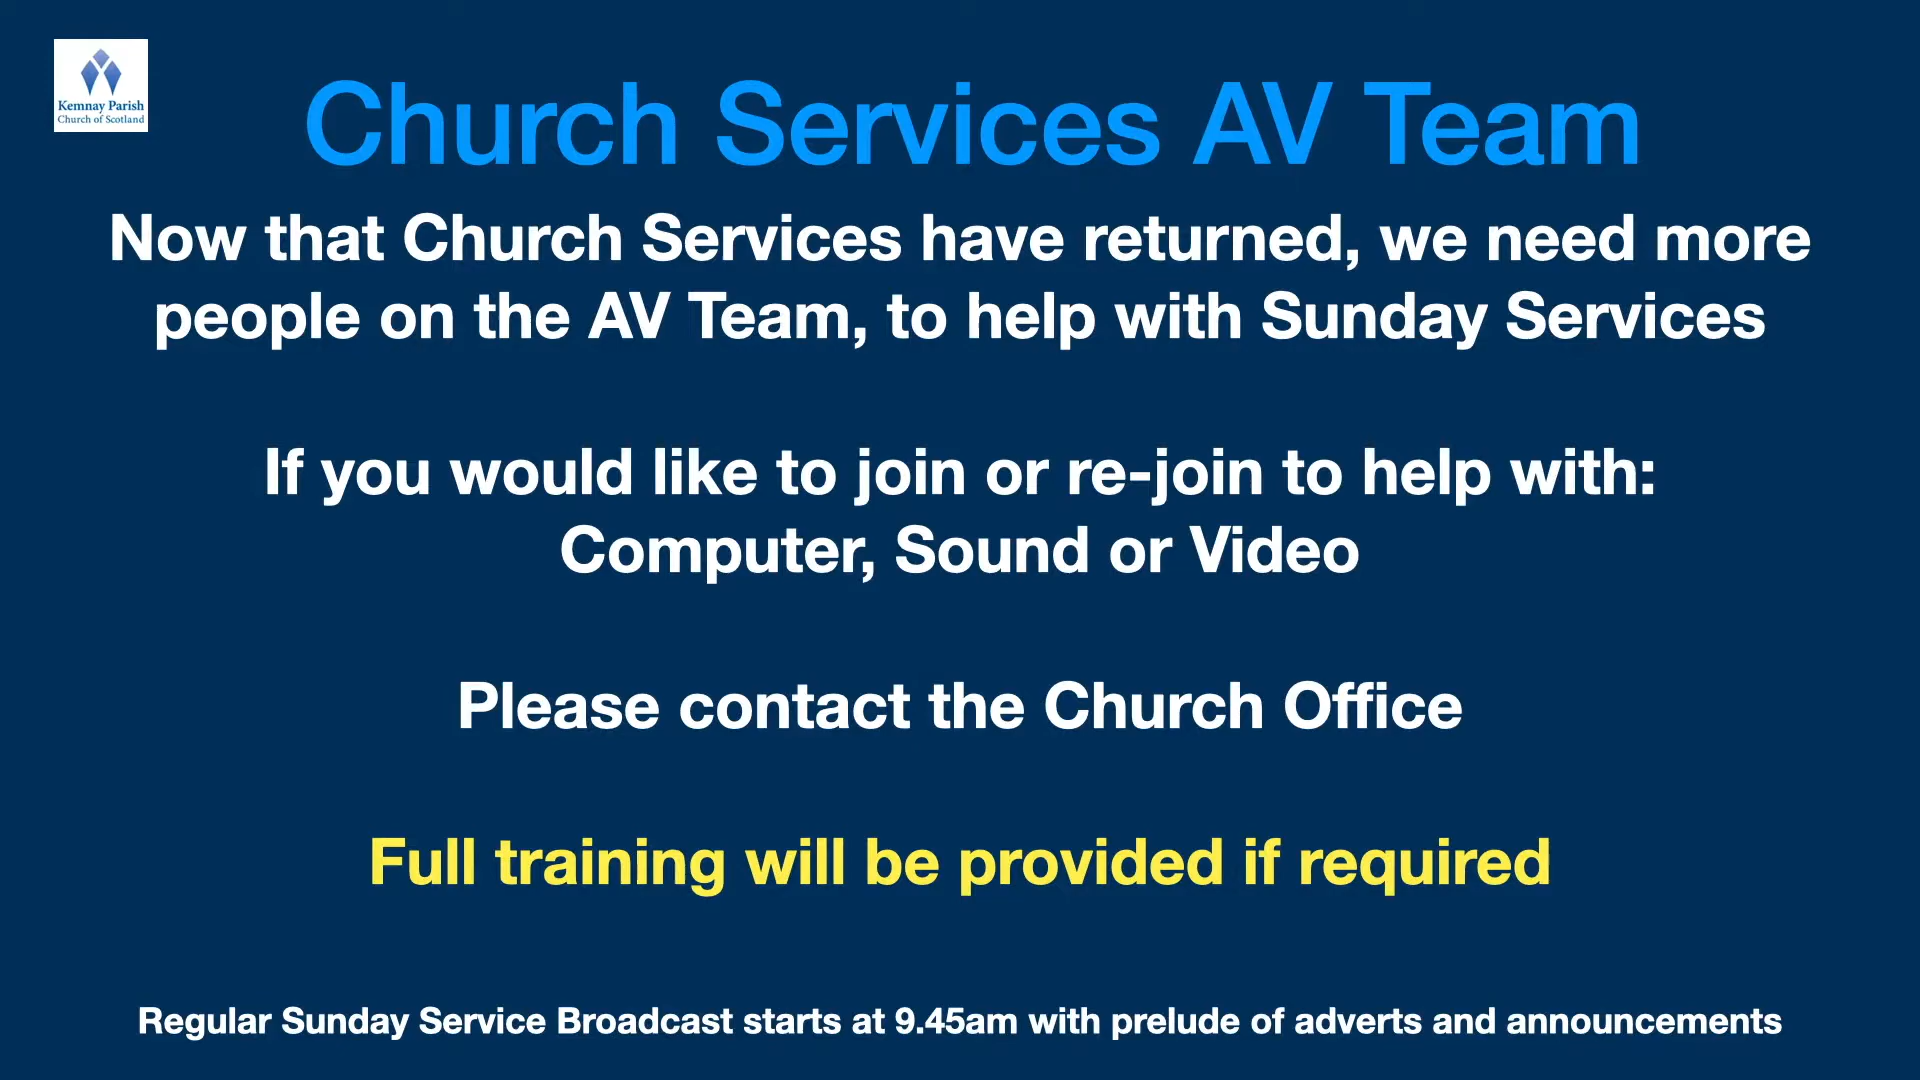 Kemnay Parish
Church of Scotland
Church Services AV Team
Now that Church Services have returned, we need more
people on the AV Team, to help with Sunday Services
If you would like to join or re-join to help with:
Computer, Sound or Video
Please contact the Church Office
Full training will be provided if required
Regular Sunday Service Broadcast starts at 9.45am with prelude of adverts and announcements